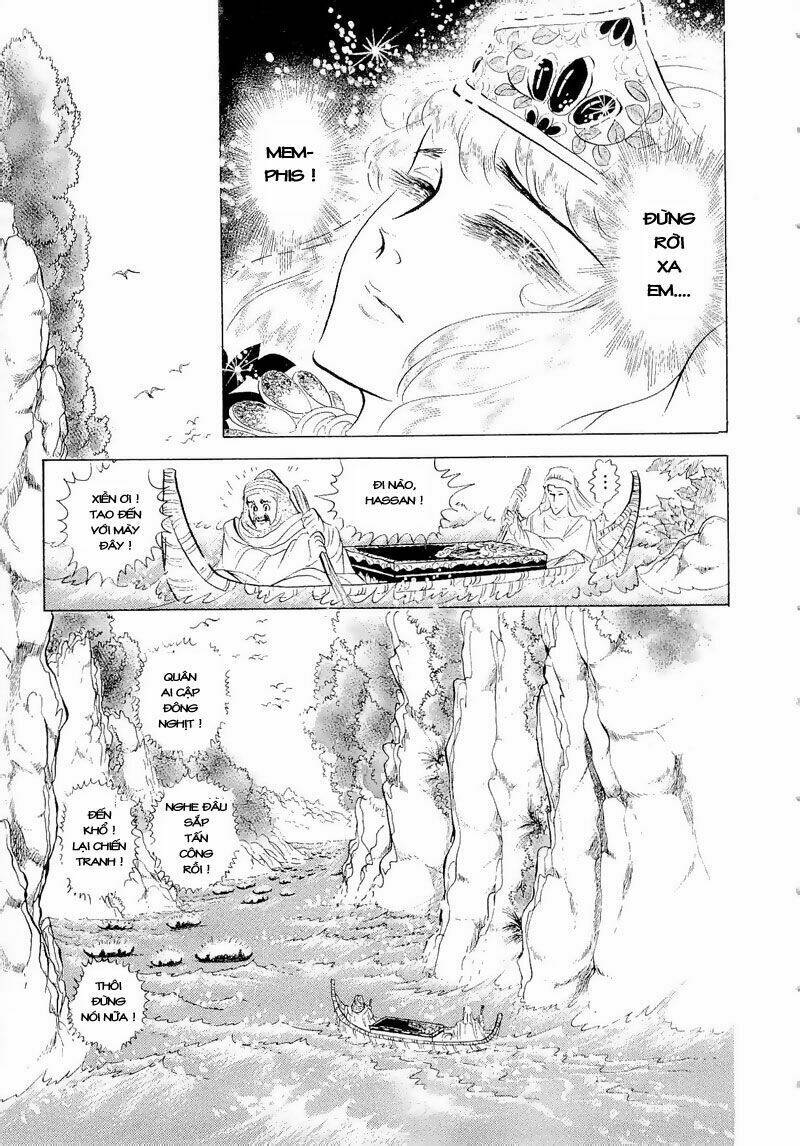 MEM-
PHIS !
ĐỪNG
RỜI
XA
EM....
XIỀN ƠI !
TAO ĐẾN
VỚI MÀY
ĐÂY !
ĐI NÀO,
HASSAN !
...
QUÂN
AI CẬP
ĐÔNG
NGHỊT !
NGHE ĐÂU
SẮP
TẤN
CÔNG
RỒI !
ĐẾN
KHỔ !
LẠI CHIẾN
TRANH !
THÔI
ĐỪNG
NÓI NỮA !